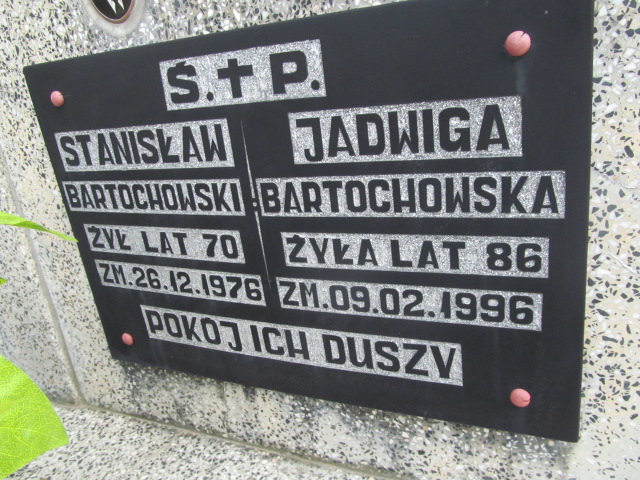 Ś.†P.
STANISŁAW
BARTOCHOWSKI
ŻYŁ LAT 70
ZM.26.12.1976
JADWIGA
BARTOCHOWSKA
ŻYŁA LAT 86
ZM.09.02.1996
POKÓJ ICH DUSZY